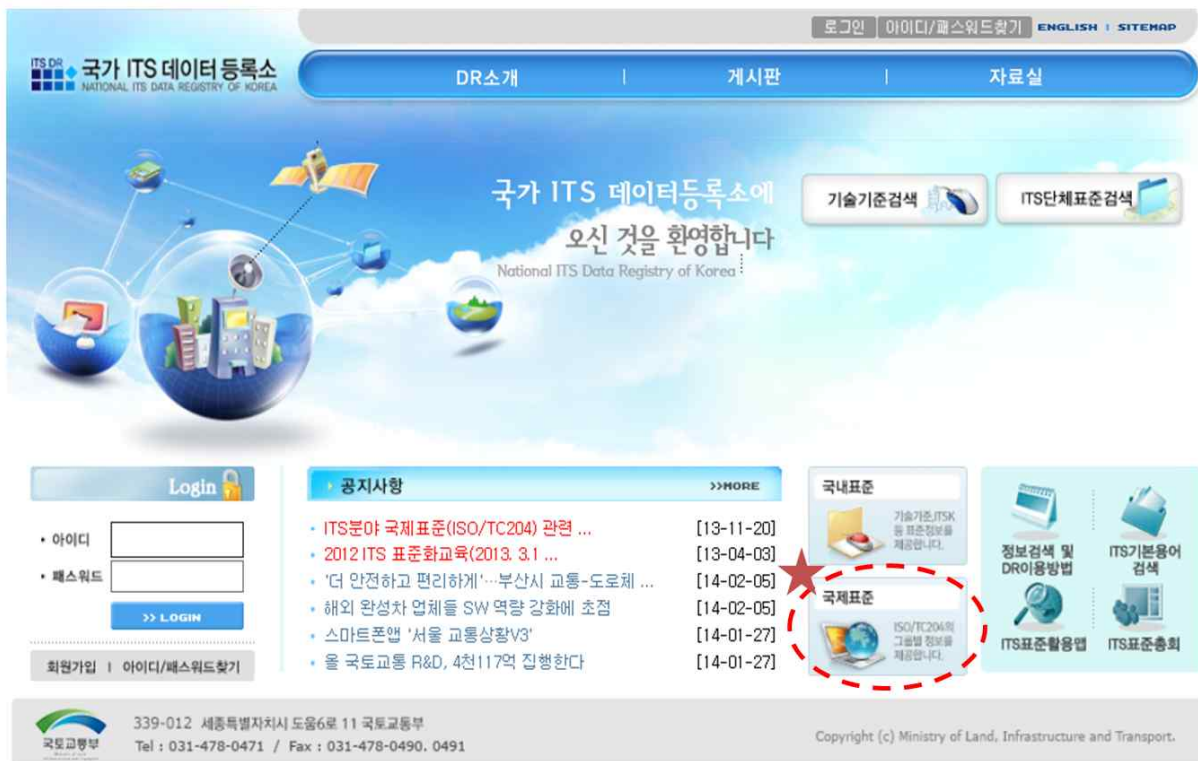 로그인 아이디/패스워드찾기 ENGLISH | SITEMAP
ITS DR 국가 ITS 데이터 등록소
NATIONAL ITS DATA REGISTRY OF KOREA
DR소개 | 게시판 | 자료실
국가 ITS 데이터등록소에
오신 것을 환영합니다
National ITS Data Registry of Korea
기술기준검색
ITS단체표준검색
Login
아이디
패스워드
>> LOGIN
회원가입 | 아이디/패스워드찾기
공지사항 >>MORE
ITS분야 국제표준(ISO/TC204) 관련 ... [13-11-20]
2012 ITS 표준화교육(2013. 3.1 ... [13-04-03]
'더 안전하고 편리하게'…부산시 교통-도로체 ... [14-02-05]
해외 완성차 업체들 SW 역량 강화에 초점 [14-02-05]
스마트폰앱 '서울 교통상황V3' [14-01-27]
올 국토교통 R&D, 4천117억 집행한다 [14-01-27]
국내표준
기술기준,ITSK
등 표준정보를
제공합니다.
국제표준
ISO/TC204의
그룹별 정보를
제공합니다.
정보검색 및
DR이용방법
ITS기본용어
검색
ITS표준활용맵
ITS표준총회
국토교통부
339-012 세종특별자치시 도움6로 11 국토교통부
Tel : 031-478-0471 / Fax : 031-478-0490. 0491
Copyright (c) Ministry of Land, Infrastructure and Transport.